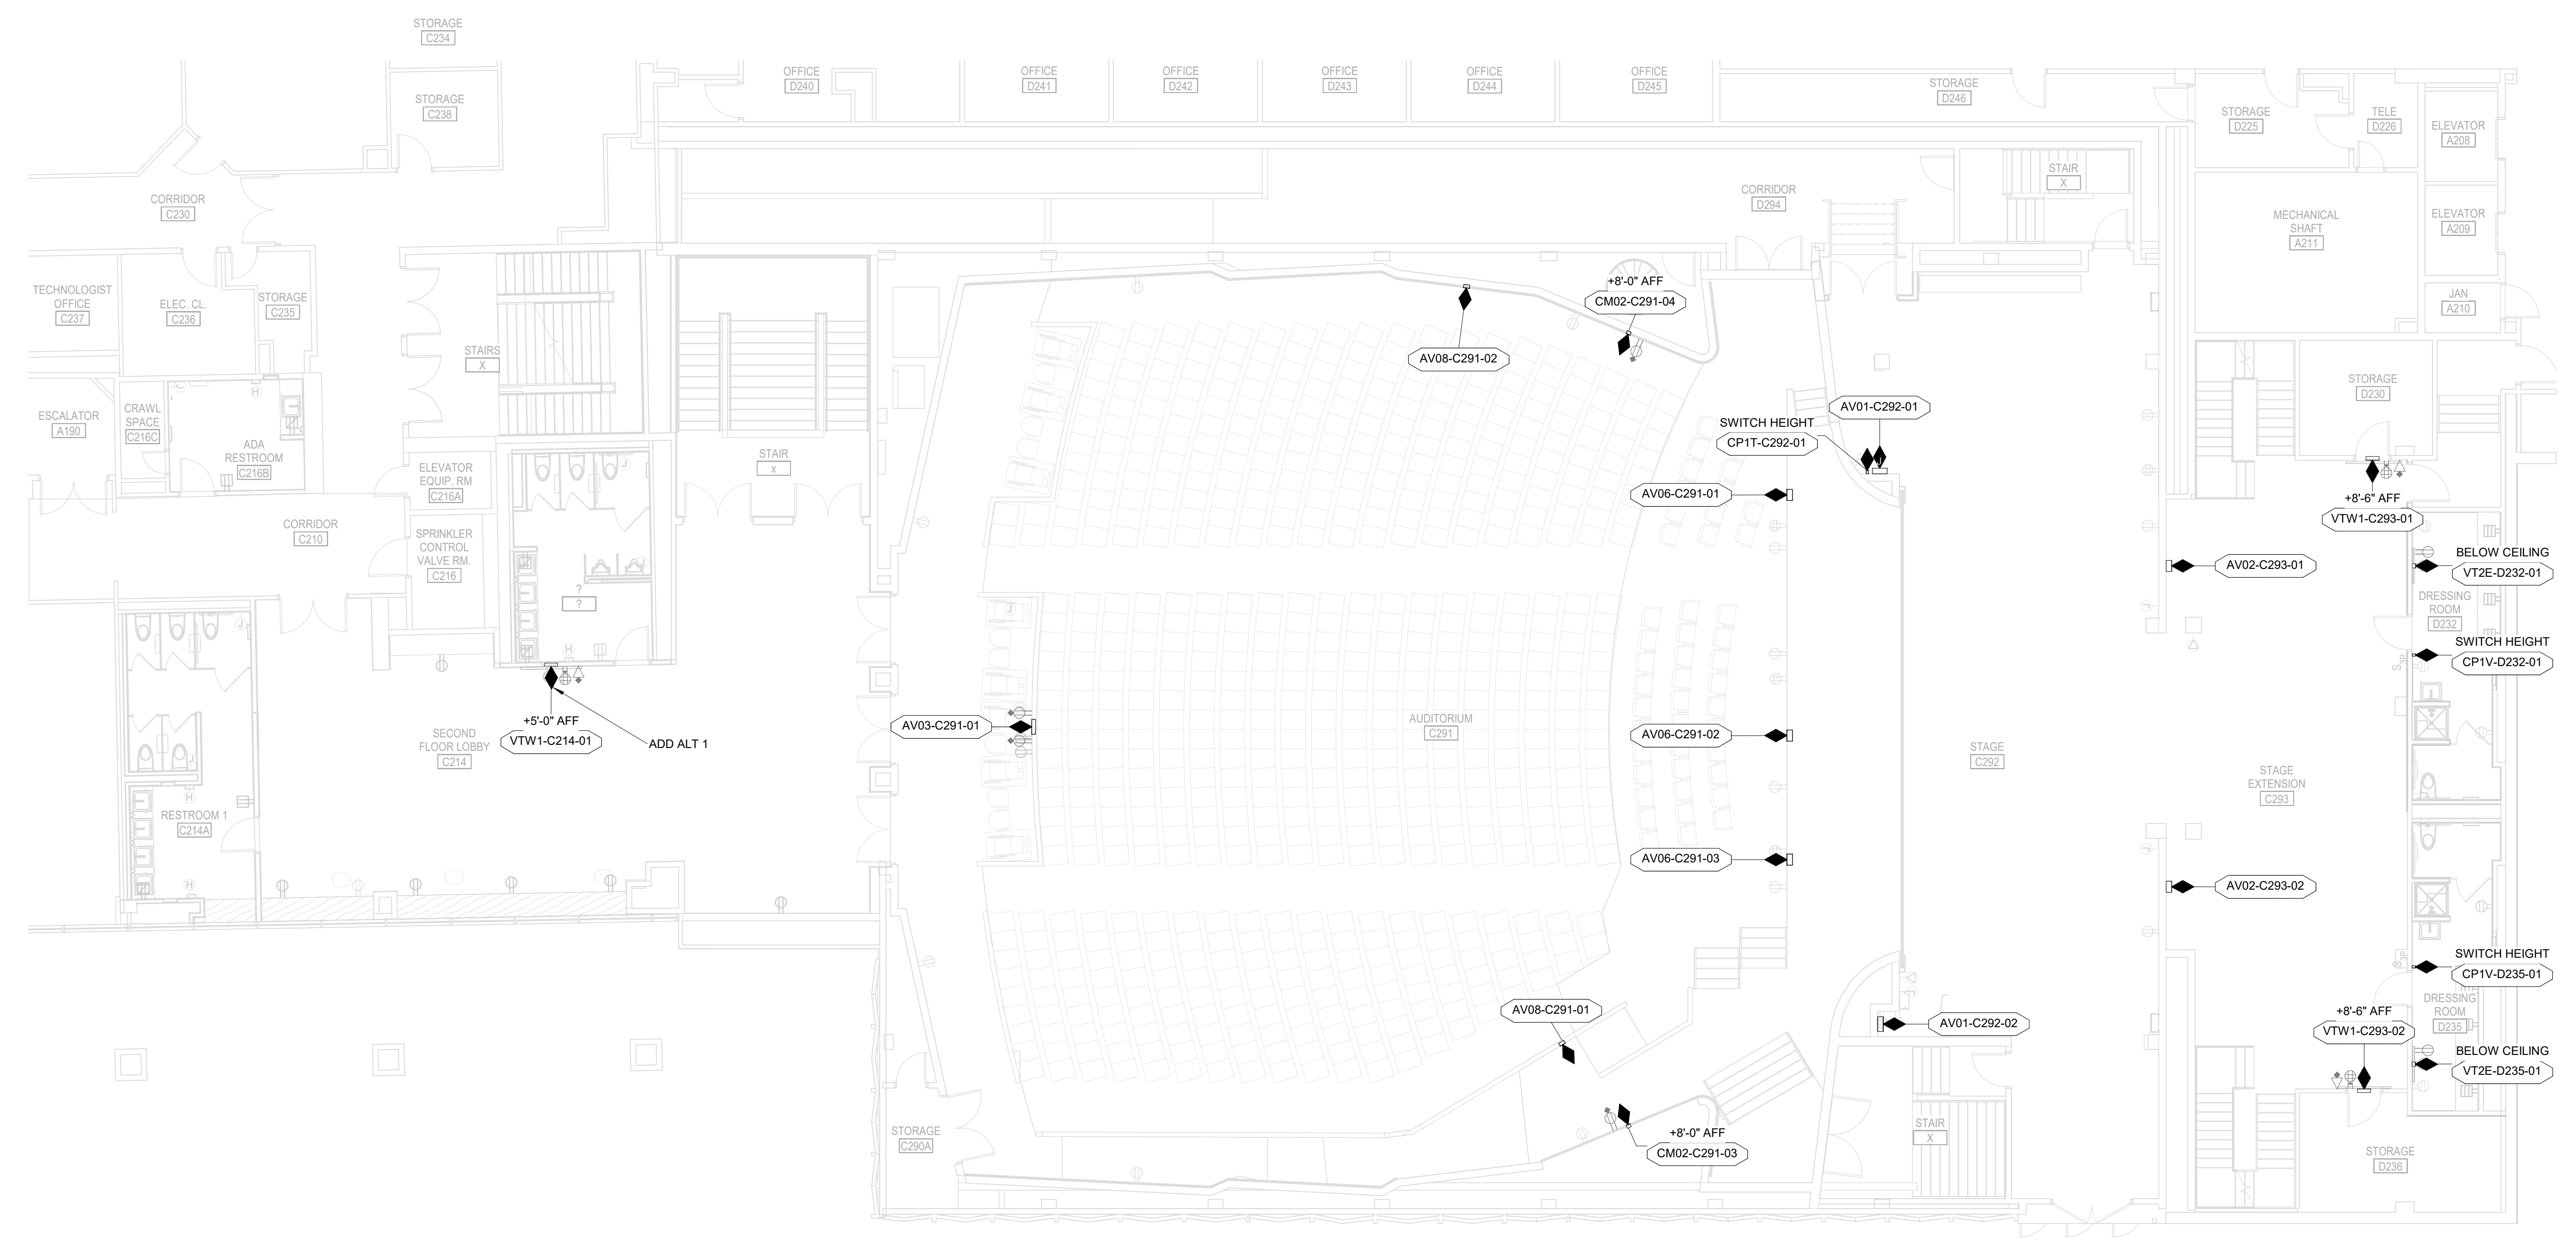 STORAGE
C234
STORAGE
C238
OFFICE
D240
OFFICE
D241
OFFICE
D242
OFFICE
D243
OFFICE
D244
OFFICE
D245
STORAGE
D246
STORAGE
D225
TELE
D226
ELEVATOR
A208
CORRIDOR
C230
CORRIDOR
D294
STAIR
X
MECHANICAL
SHAFT
A211
ELEVATOR
A209
TECHNOLOGIST
OFFICE
C237
ELEC. CL.
C236
STORAGE
C235
STAIRS
X
JAN
A210
+8'-0" AFF
CM02-C291-04
AV08-C291-02
ESCALATOR
A190
CRAWL
SPACE
C216C
ADA
RESTROOM
C216B
ELEVATOR
EQUIP. RM
C216A
STAIR
x
AV01-C292-01
SWITCH HEIGHT
CP1T-C292-01
AV06-C291-01
STORAGE
D230
+8'-6" AFF
VTW1-C293-01
CORRIDOR
C210
SPRINKLER
CONTROL
VALVE RM.
C216
?
?
AV02-C293-01
BELOW CEILING
VT2E-D232-01
DRESSING
ROOM
D232
SWITCH HEIGHT
CP1V-D232-01
S3P
+5'-0" AFF
VTW1-C214-01
ADD ALT 1
SECOND
FLOOR LOBBY
C214
AV03-C291-01
AUDITORIUM
C291
AV06-C291-02
STAGE
C292
STAGE
EXTENSION
C293
RESTROOM 1
C214A
AV06-C291-03
AV02-C293-02
SWITCH HEIGHT
CP1V-D235-01
S3P
DRESSING
ROOM
D235
AV08-C291-01
AV01-C292-02
+8'-6" AFF
VTW1-C293-02
BELOW CEILING
VT2E-D235-01
STORAGE
C290A
+8'-0" AFF
CM02-C291-03
STAIR
X
STORAGE
D236
J
J
J
J
J
J
J
J
J
H
H
H
H